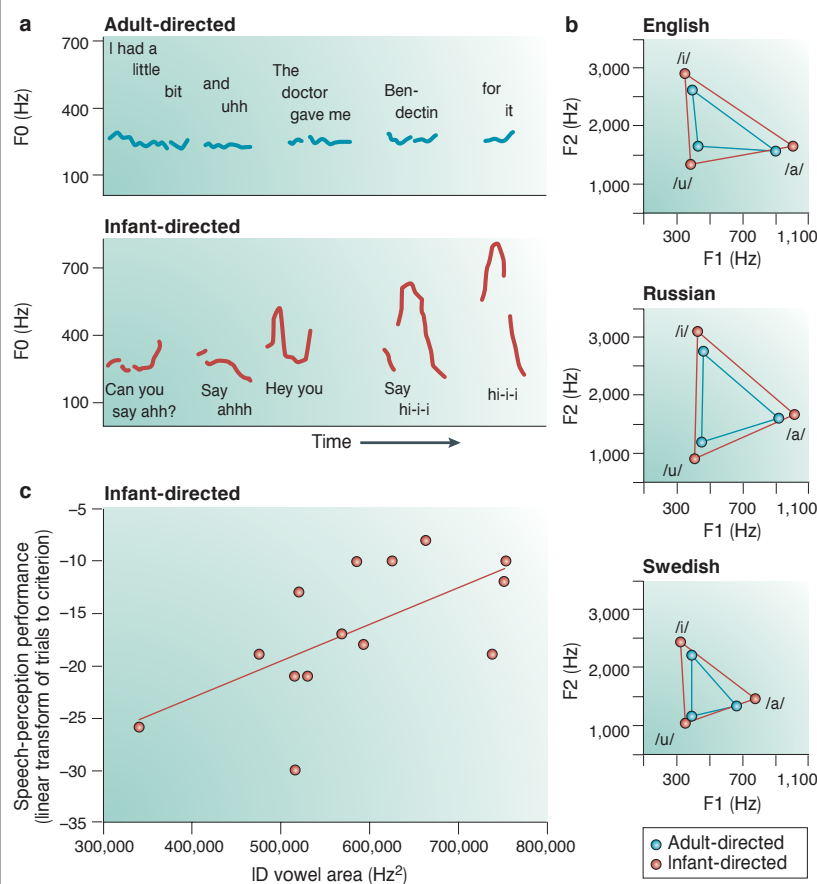 a
Adult-directed
F0 (Hz)
700
400
100
I had a
little
bit
and
uhh
The
doctor
gave me
Ben-
dectin
for
it
Infant-directed
F0 (Hz)
700
400
100
Can you
say ahh?
Say
ahhh
Hey you
Say
hi-i-i
hi-i-i
Time
b
English
F2 (Hz)
3,000
2,000
1,000
/i/
/u/
/a/
300 700 1,100
F1 (Hz)
Russian
F2 (Hz)
3,000
2,000
1,000
/i/
/u/
/a/
300 700 1,100
F1 (Hz)
Swedish
F2 (Hz)
3,000
2,000
1,000
/i/
/u/
/a/
300 700 1,100
F1 (Hz)
Adult-directed
Infant-directed
c
Infant-directed
Speech-perception performance
(linear transform of trials to criterion)
–5
–10
–15
–20
–25
–30
–35
300,000 400,000 500,000 600,000 700,000 800,000
ID vowel area (Hz²)